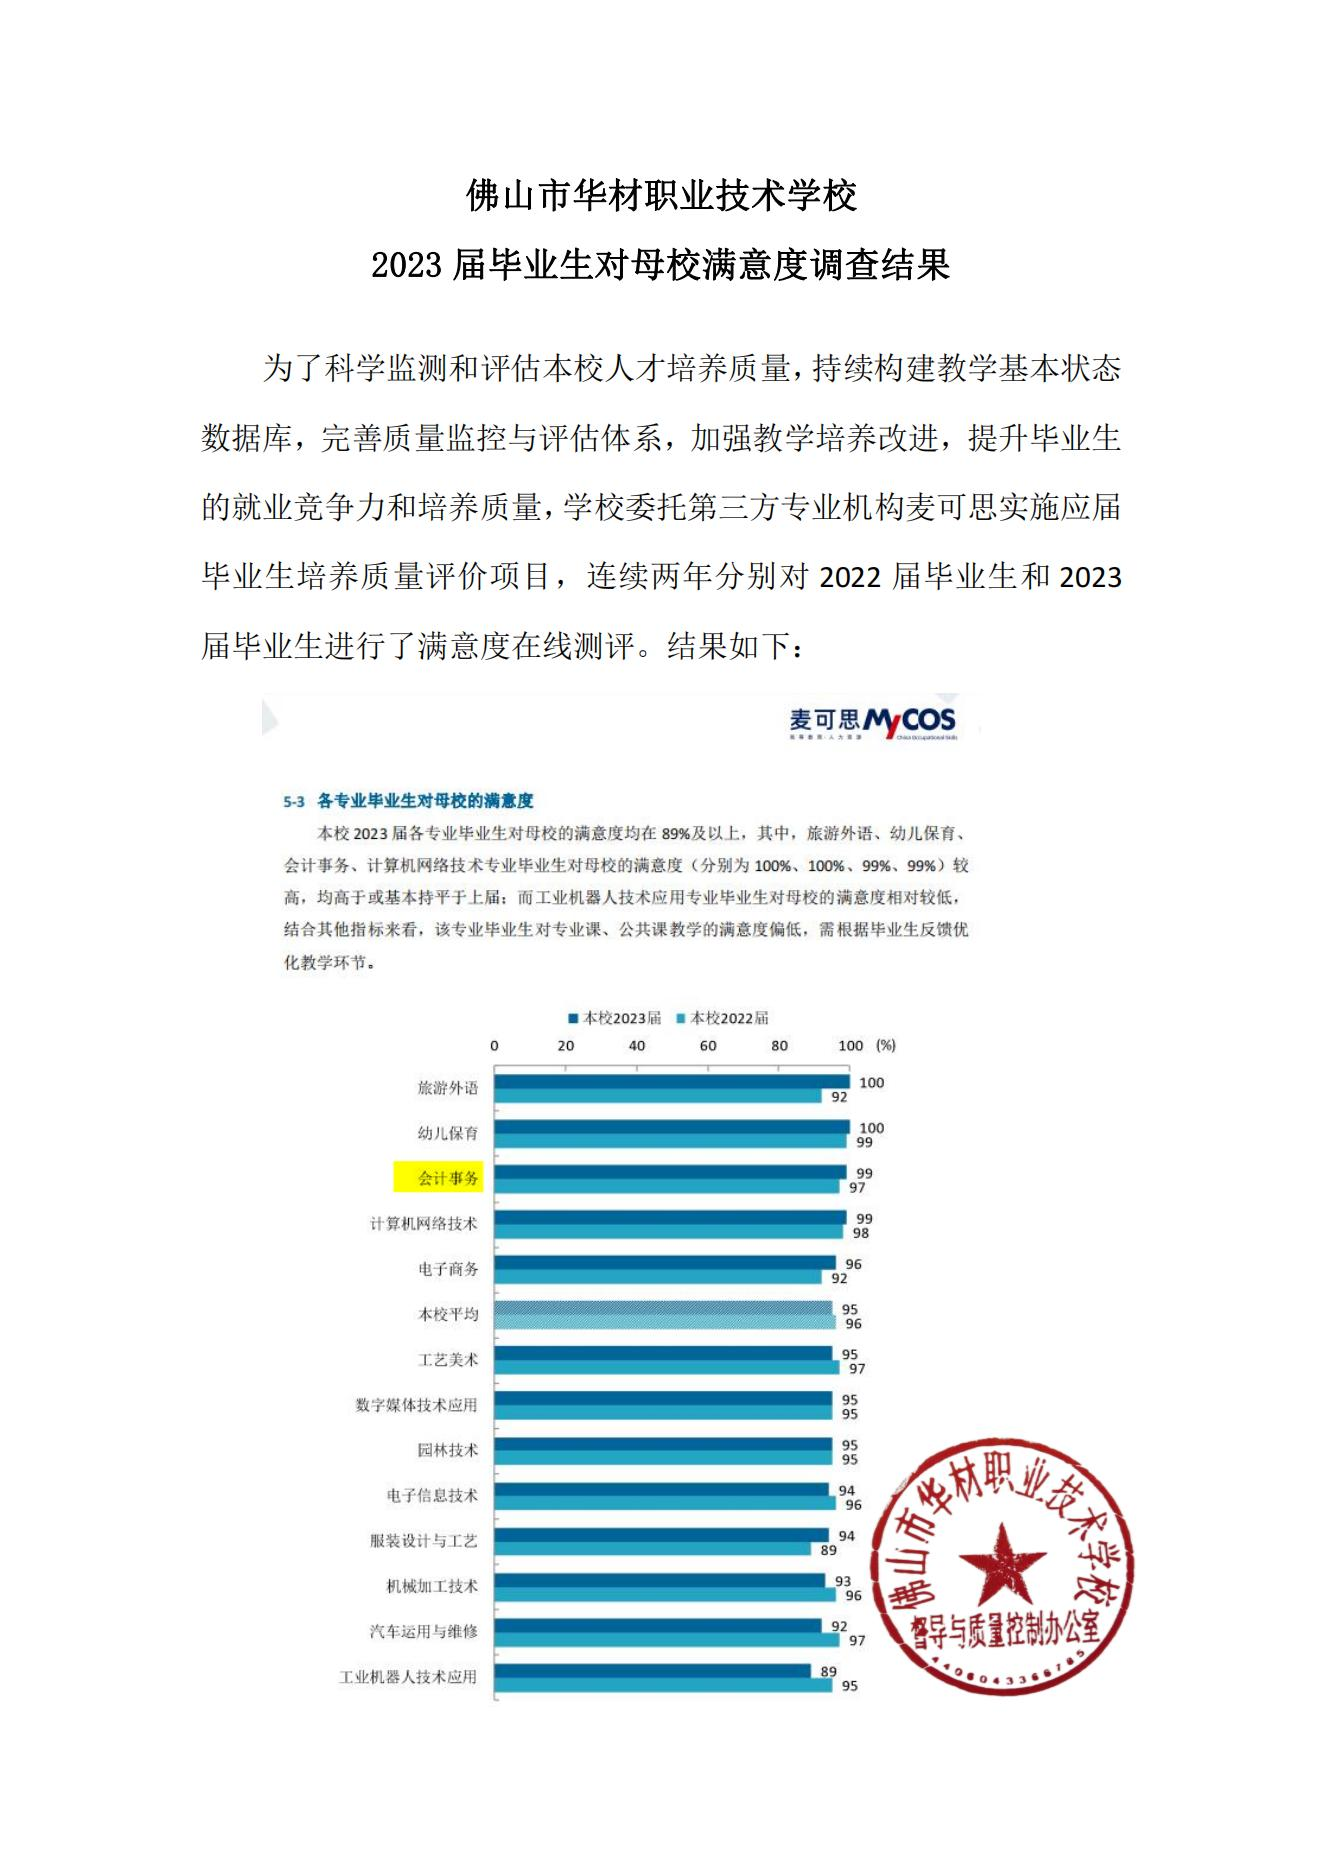 佛山市华材职业技术学校
2023 届毕业生对母校满意度调查结果
为了科学监测和评估本校人才培养质量，持续构建教学基本状态
数据库，完善质量监控与评估体系，加强教学培养改进，提升毕业生
的就业竞争力和培养质量，学校委托第三方专业机构麦可思实施应届
毕业生培养质量评价项目，连续两年分别对 2022 届毕业生和 2023
届毕业生进行了满意度在线测评。结果如下：
麦可思MyCOS
China Occupational Skills
5-3 各专业毕业生对母校的满意度
本校 2023 届各专业毕业生对母校的满意度均在 89%及以上，其中，旅游外语、幼儿保育、
会计事务、计算机网络技术专业毕业生对母校的满意度（分别为 100%、100%、99%、99%）较
高，均高于或基本持平于上届；而工业机器人技术应用专业毕业生对母校的满意度相对较低，
结合其他指标来看，该专业毕业生对专业课、公共课教学的满意度偏低，需根据毕业生反馈优
化教学环节。
本校2023届 本校2022届
0 20 40 60 80 100 (%)
旅游外语 100
92
幼儿保育 100
99
会计事务 99
97
计算机网络技术 99
98
电子商务 96
92
本校平均 95
96
工艺美术 95
97
数字媒体技术应用 95
95
园林技术 95
95
电子信息技术 94
96
服装设计与工艺 94
89
机械加工技术 93
96
汽车运用与维修 92
97
工业机器人技术应用 89
95
佛山市华材职业技术学校
督导与质量控制办公室